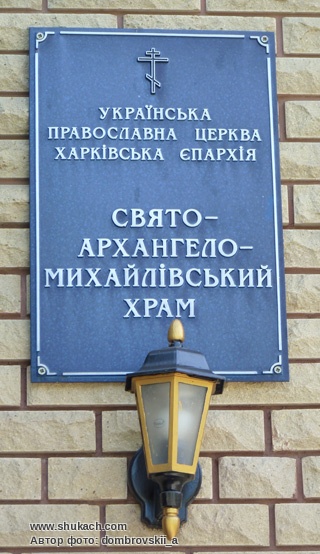 УКРАЇНСЬКА
ПРАВОСЛАВНА ЦЕРКВА
ХАРКІВСЬКА ЄПАРХІЯ
СВЯТО-
АРХАНГЕЛО-
МИХАЙЛІВСЬКИЙ
ХРАМ
www.shukach.com
Автор фото: dombrovskii_a